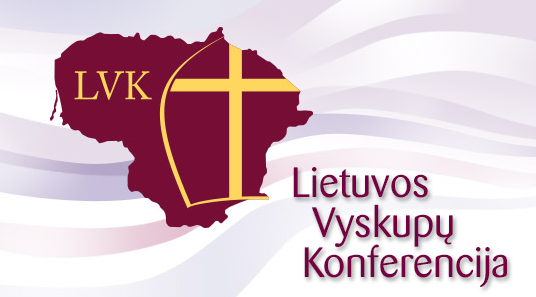 LVK
Lietuvos
Vyskupų
Konferencija